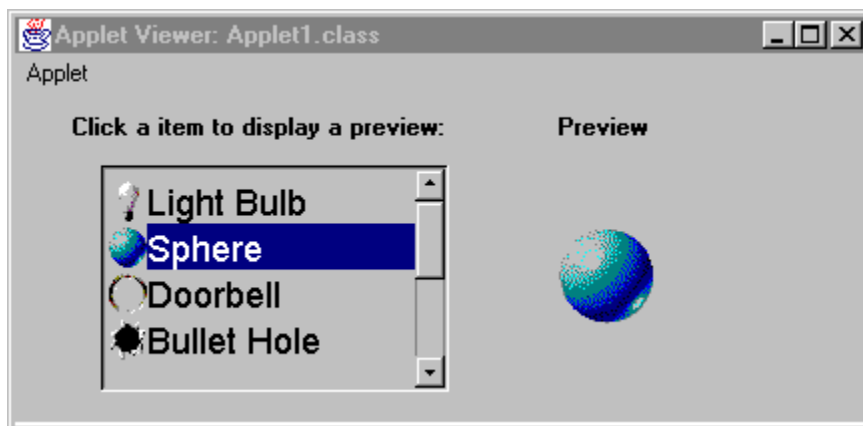 Applet Viewer: Applet1.class
Applet
Click a item to display a preview:
Preview
Light Bulb
Sphere
Doorbell
Bullet Hole